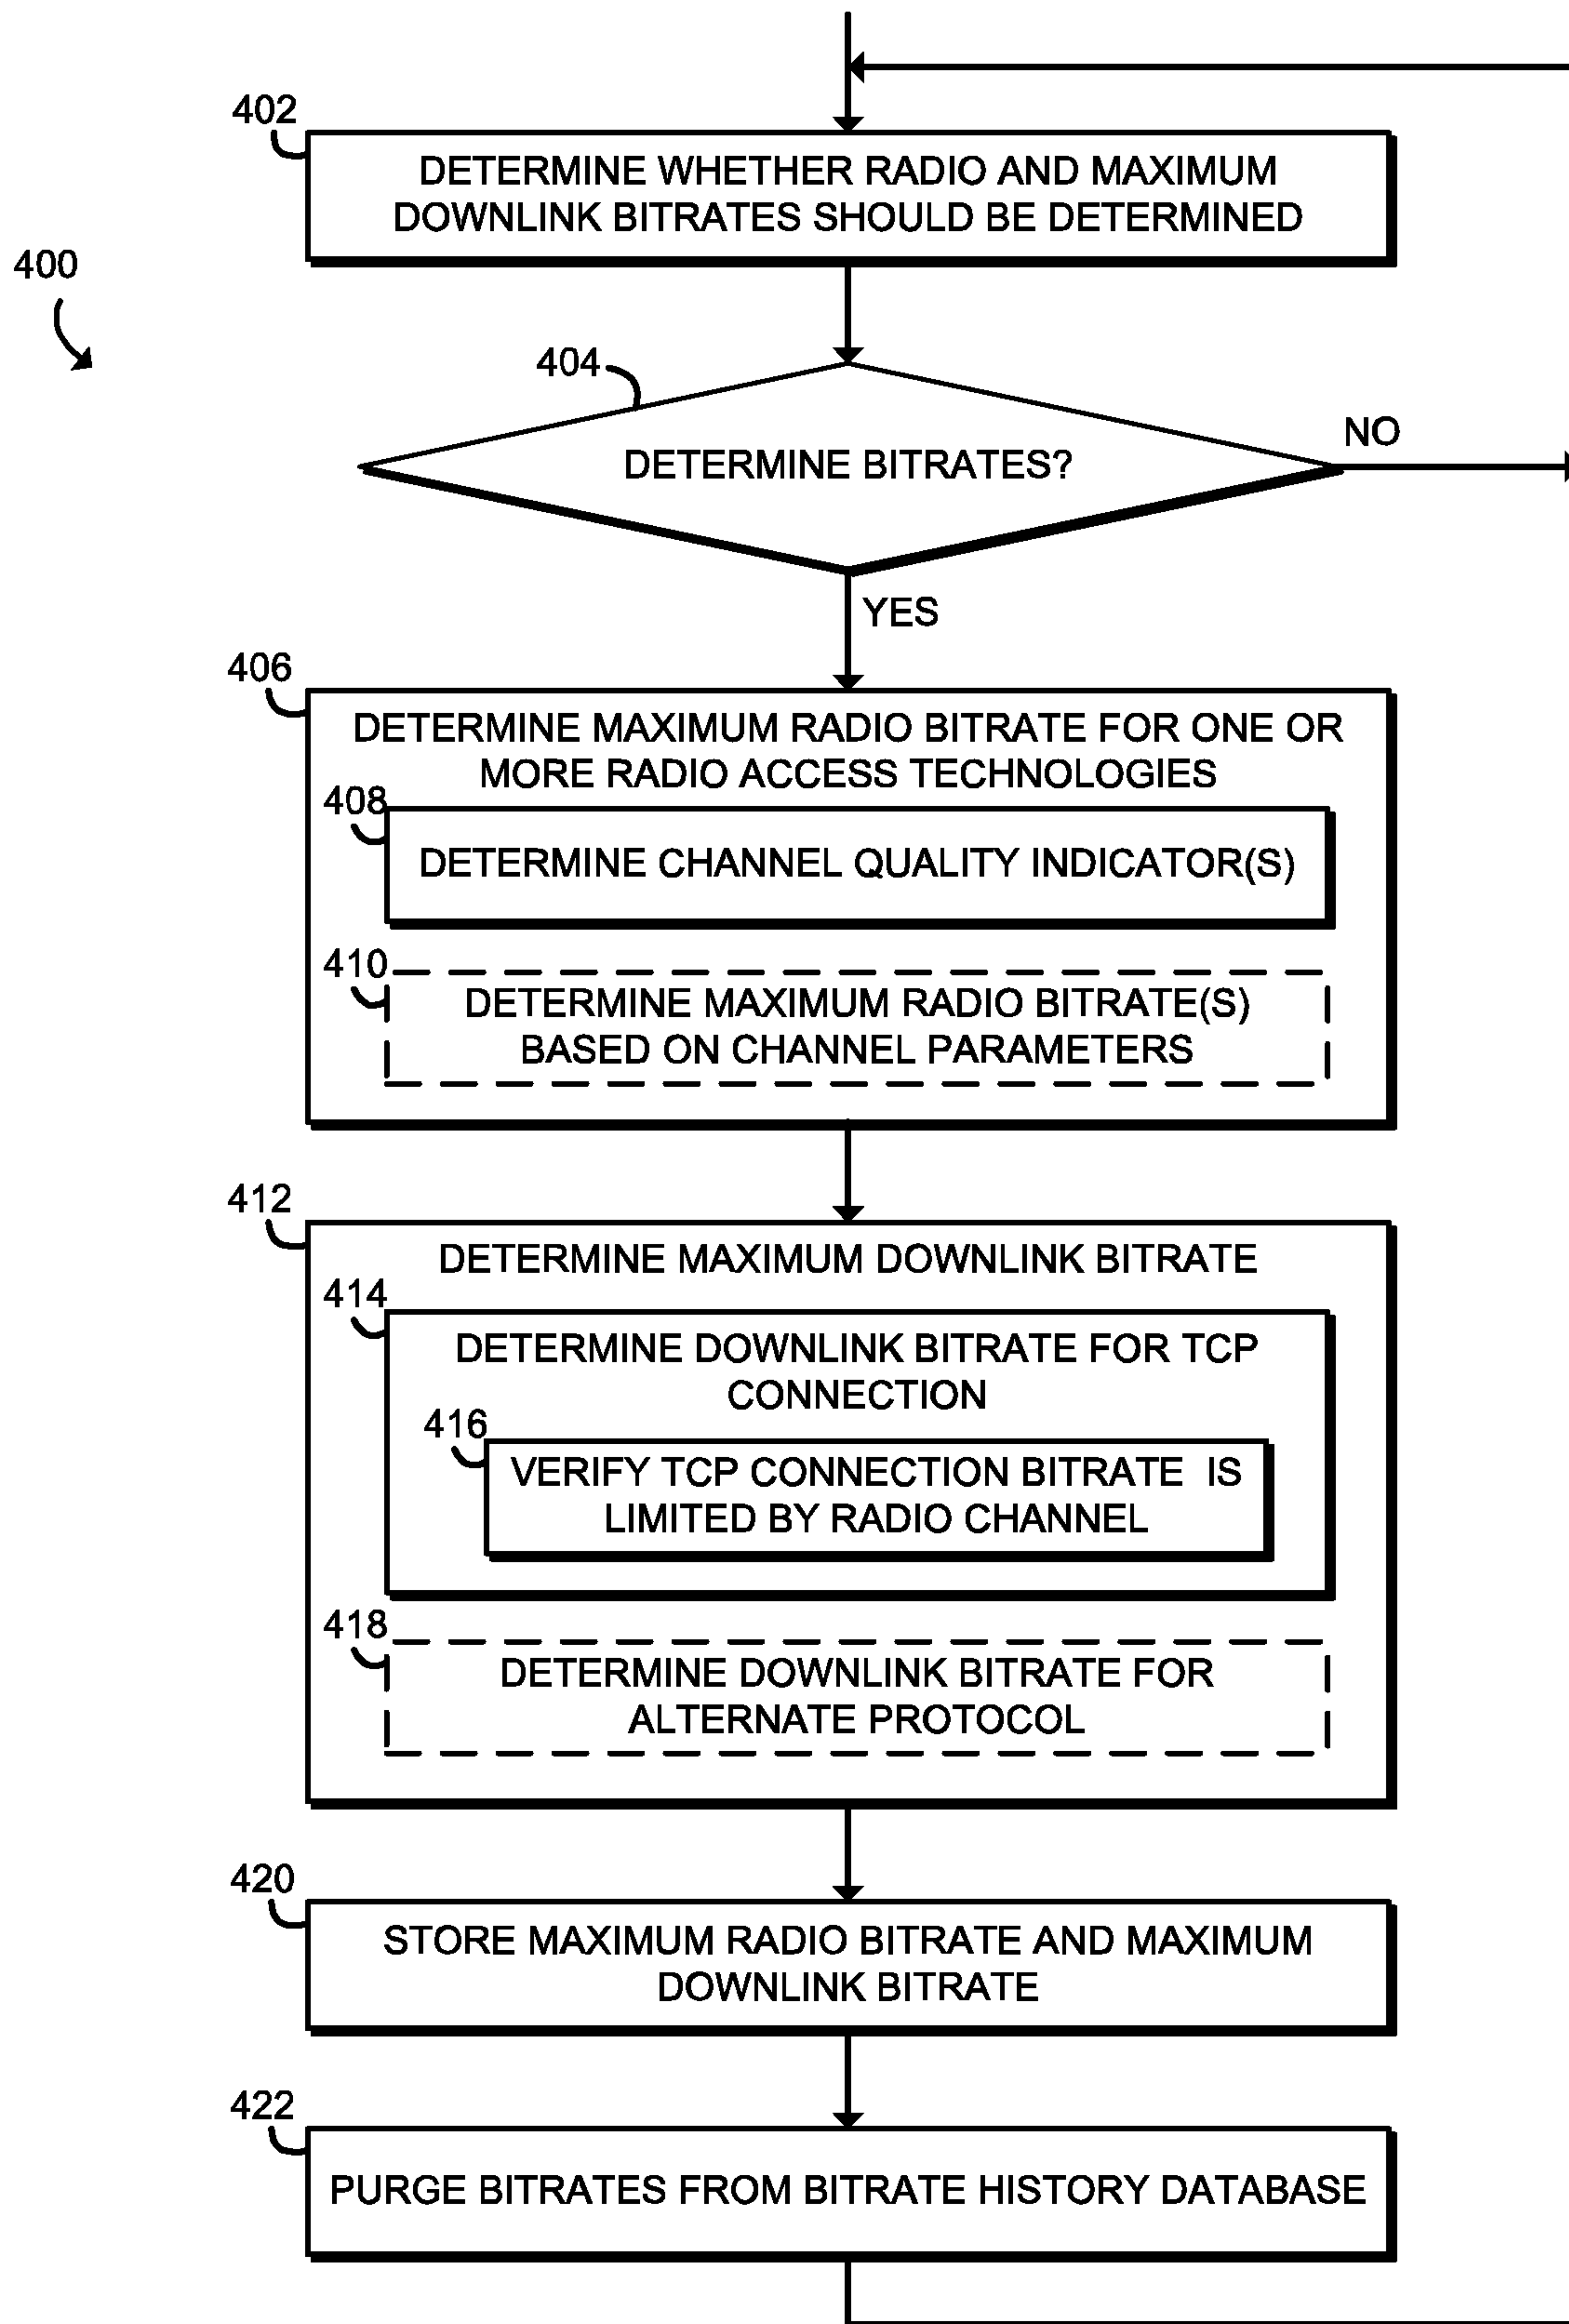 402
DETERMINE WHETHER RADIO AND MAXIMUM
DOWNLINK BITRATES SHOULD BE DETERMINED
400
404
DETERMINE BITRATES?
NO
YES
406
DETERMINE MAXIMUM RADIO BITRATE FOR ONE OR
MORE RADIO ACCESS TECHNOLOGIES
408
DETERMINE CHANNEL QUALITY INDICATOR(S)
410
DETERMINE MAXIMUM RADIO BITRATE(S)
BASED ON CHANNEL PARAMETERS
412
DETERMINE MAXIMUM DOWNLINK BITRATE
414
DETERMINE DOWNLINK BITRATE FOR TCP
CONNECTION
416
VERIFY TCP CONNECTION BITRATE IS
LIMITED BY RADIO CHANNEL
418
DETERMINE DOWNLINK BITRATE FOR
ALTERNATE PROTOCOL
420
STORE MAXIMUM RADIO BITRATE AND MAXIMUM
DOWNLINK BITRATE
422
PURGE BITRATES FROM BITRATE HISTORY DATABASE